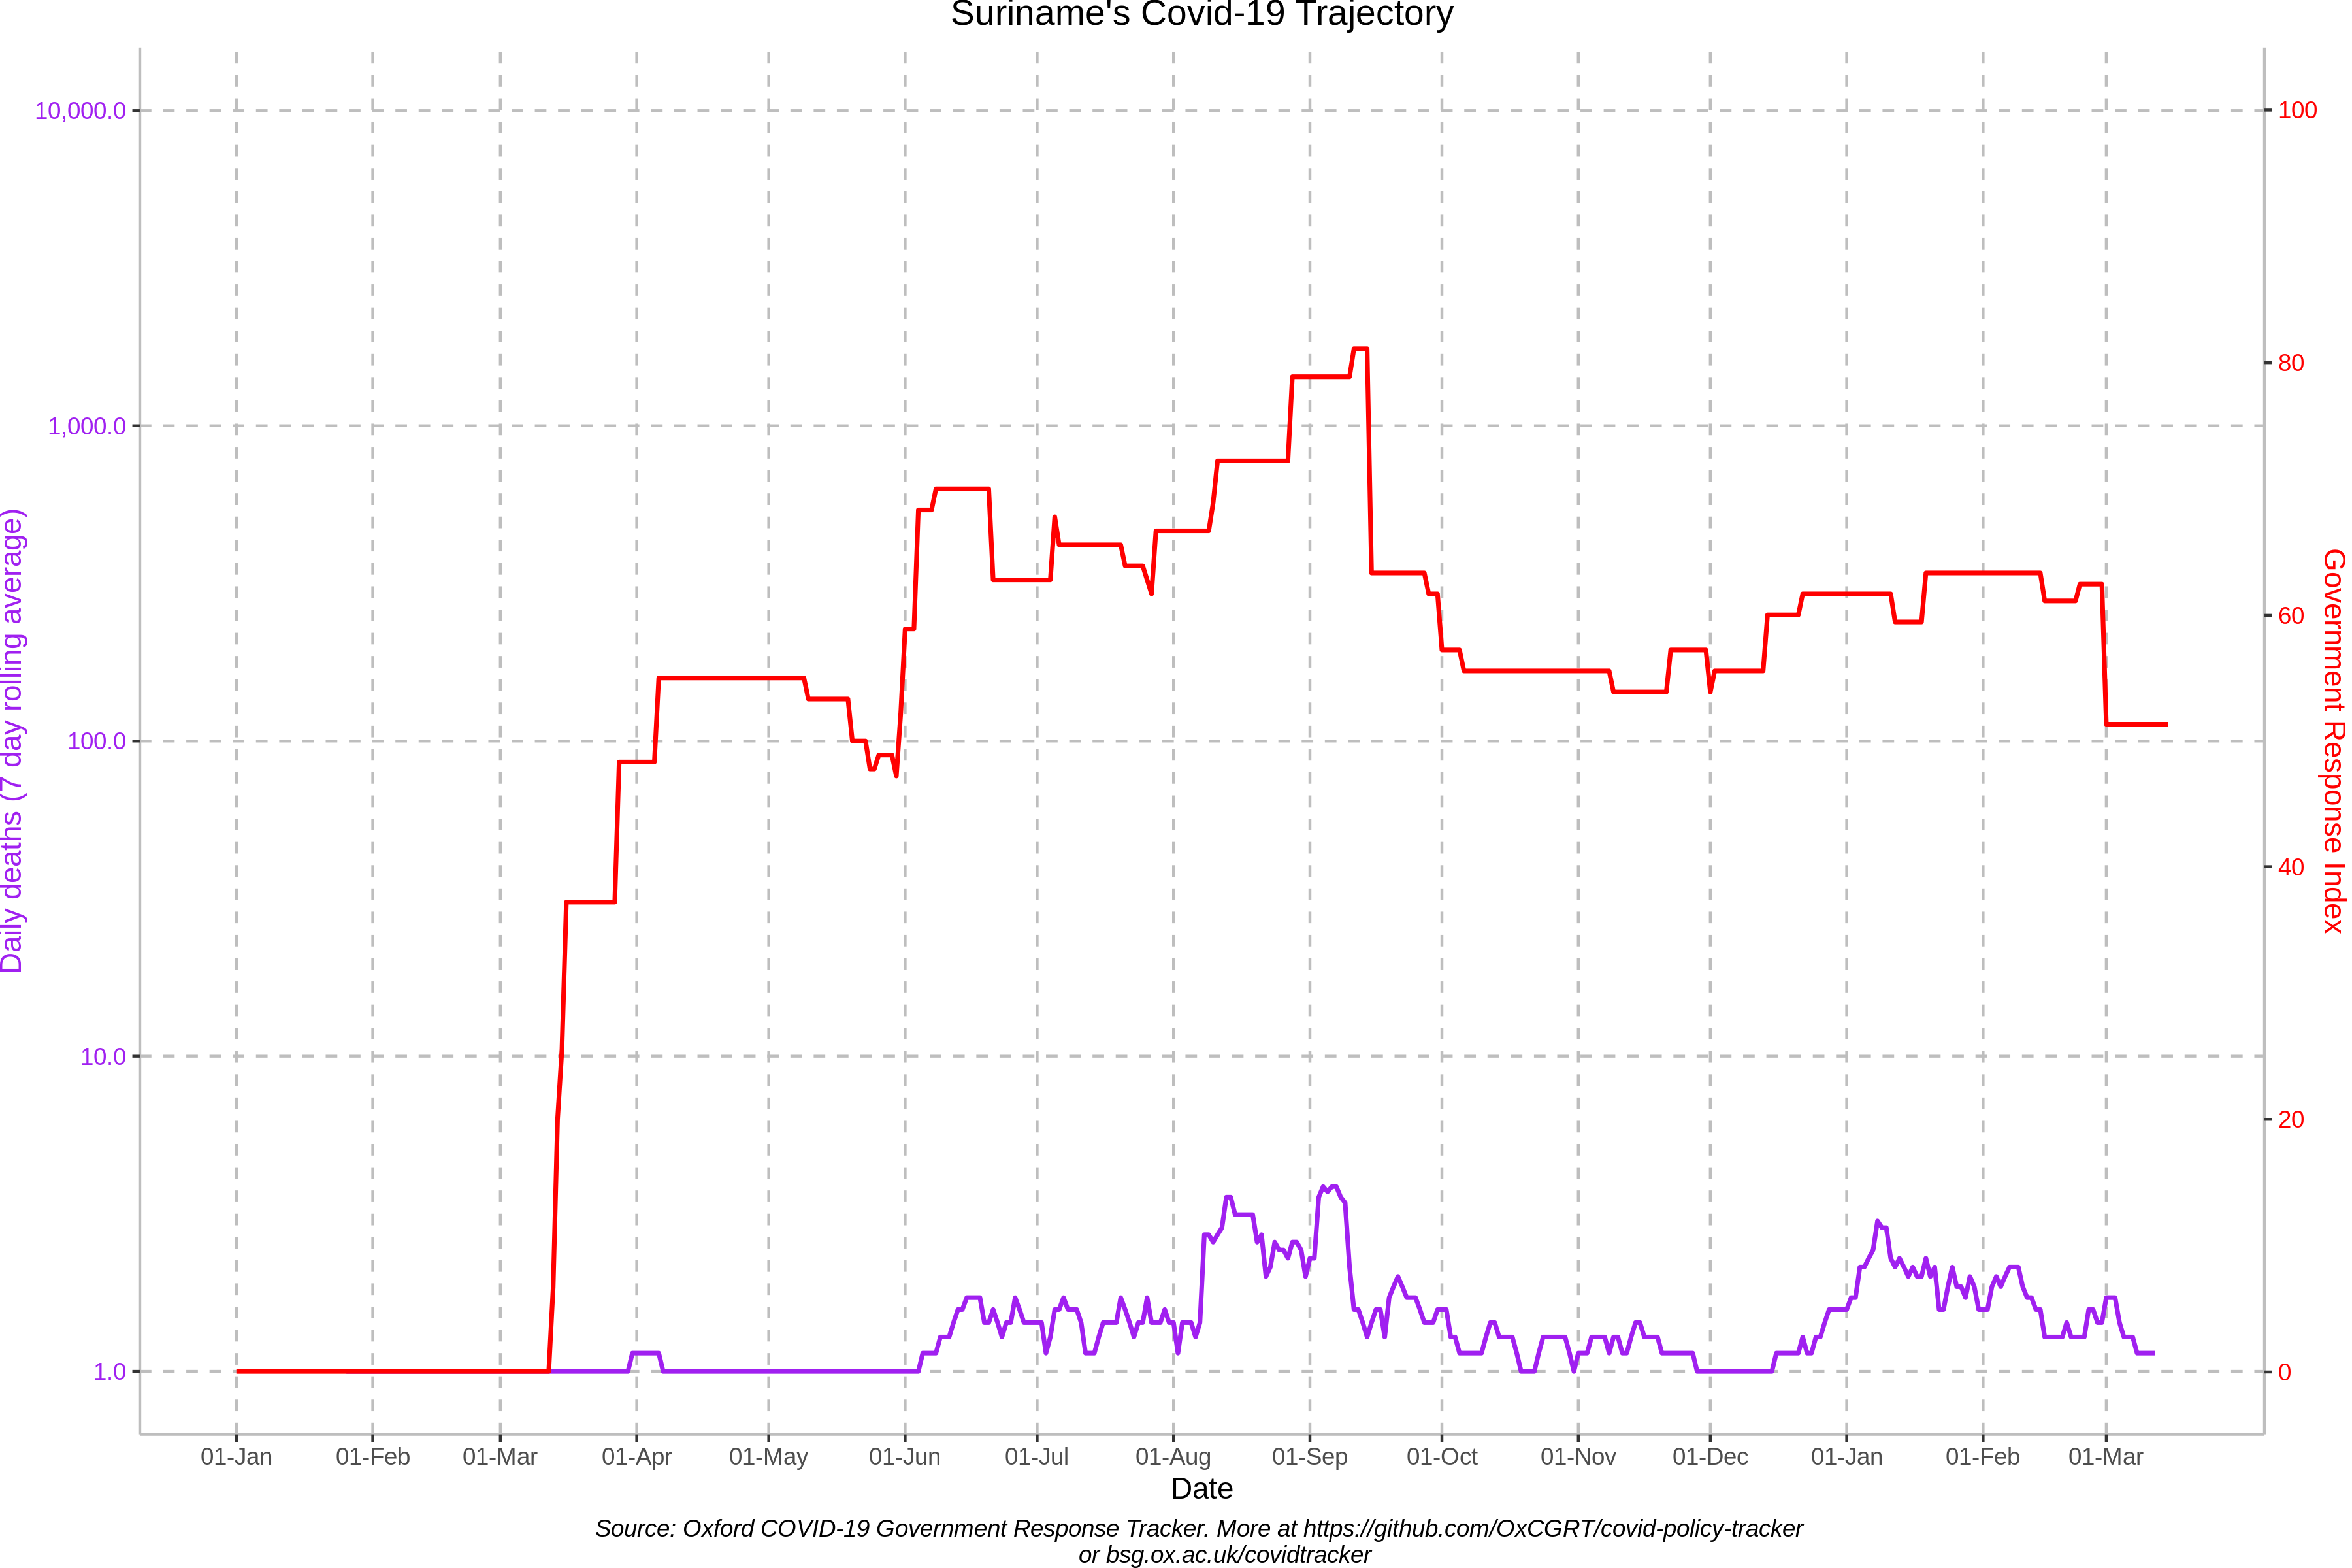 Suriname's Covid-19 Trajectory
10,000.0
1,000.0
100.0
10.0
1.0
Daily deaths (7 day rolling average)
100
80
60
40
20
0
Government Response Index
01-Jan 01-Feb 01-Mar 01-Apr 01-May 01-Jun 01-Jul 01-Aug 01-Sep 01-Oct 01-Nov 01-Dec 01-Jan 01-Feb 01-Mar
Date
Source: Oxford COVID-19 Government Response Tracker. More at https://github.com/OxCGRT/covid-policy-tracker
or bsg.ox.ac.uk/covidtracker